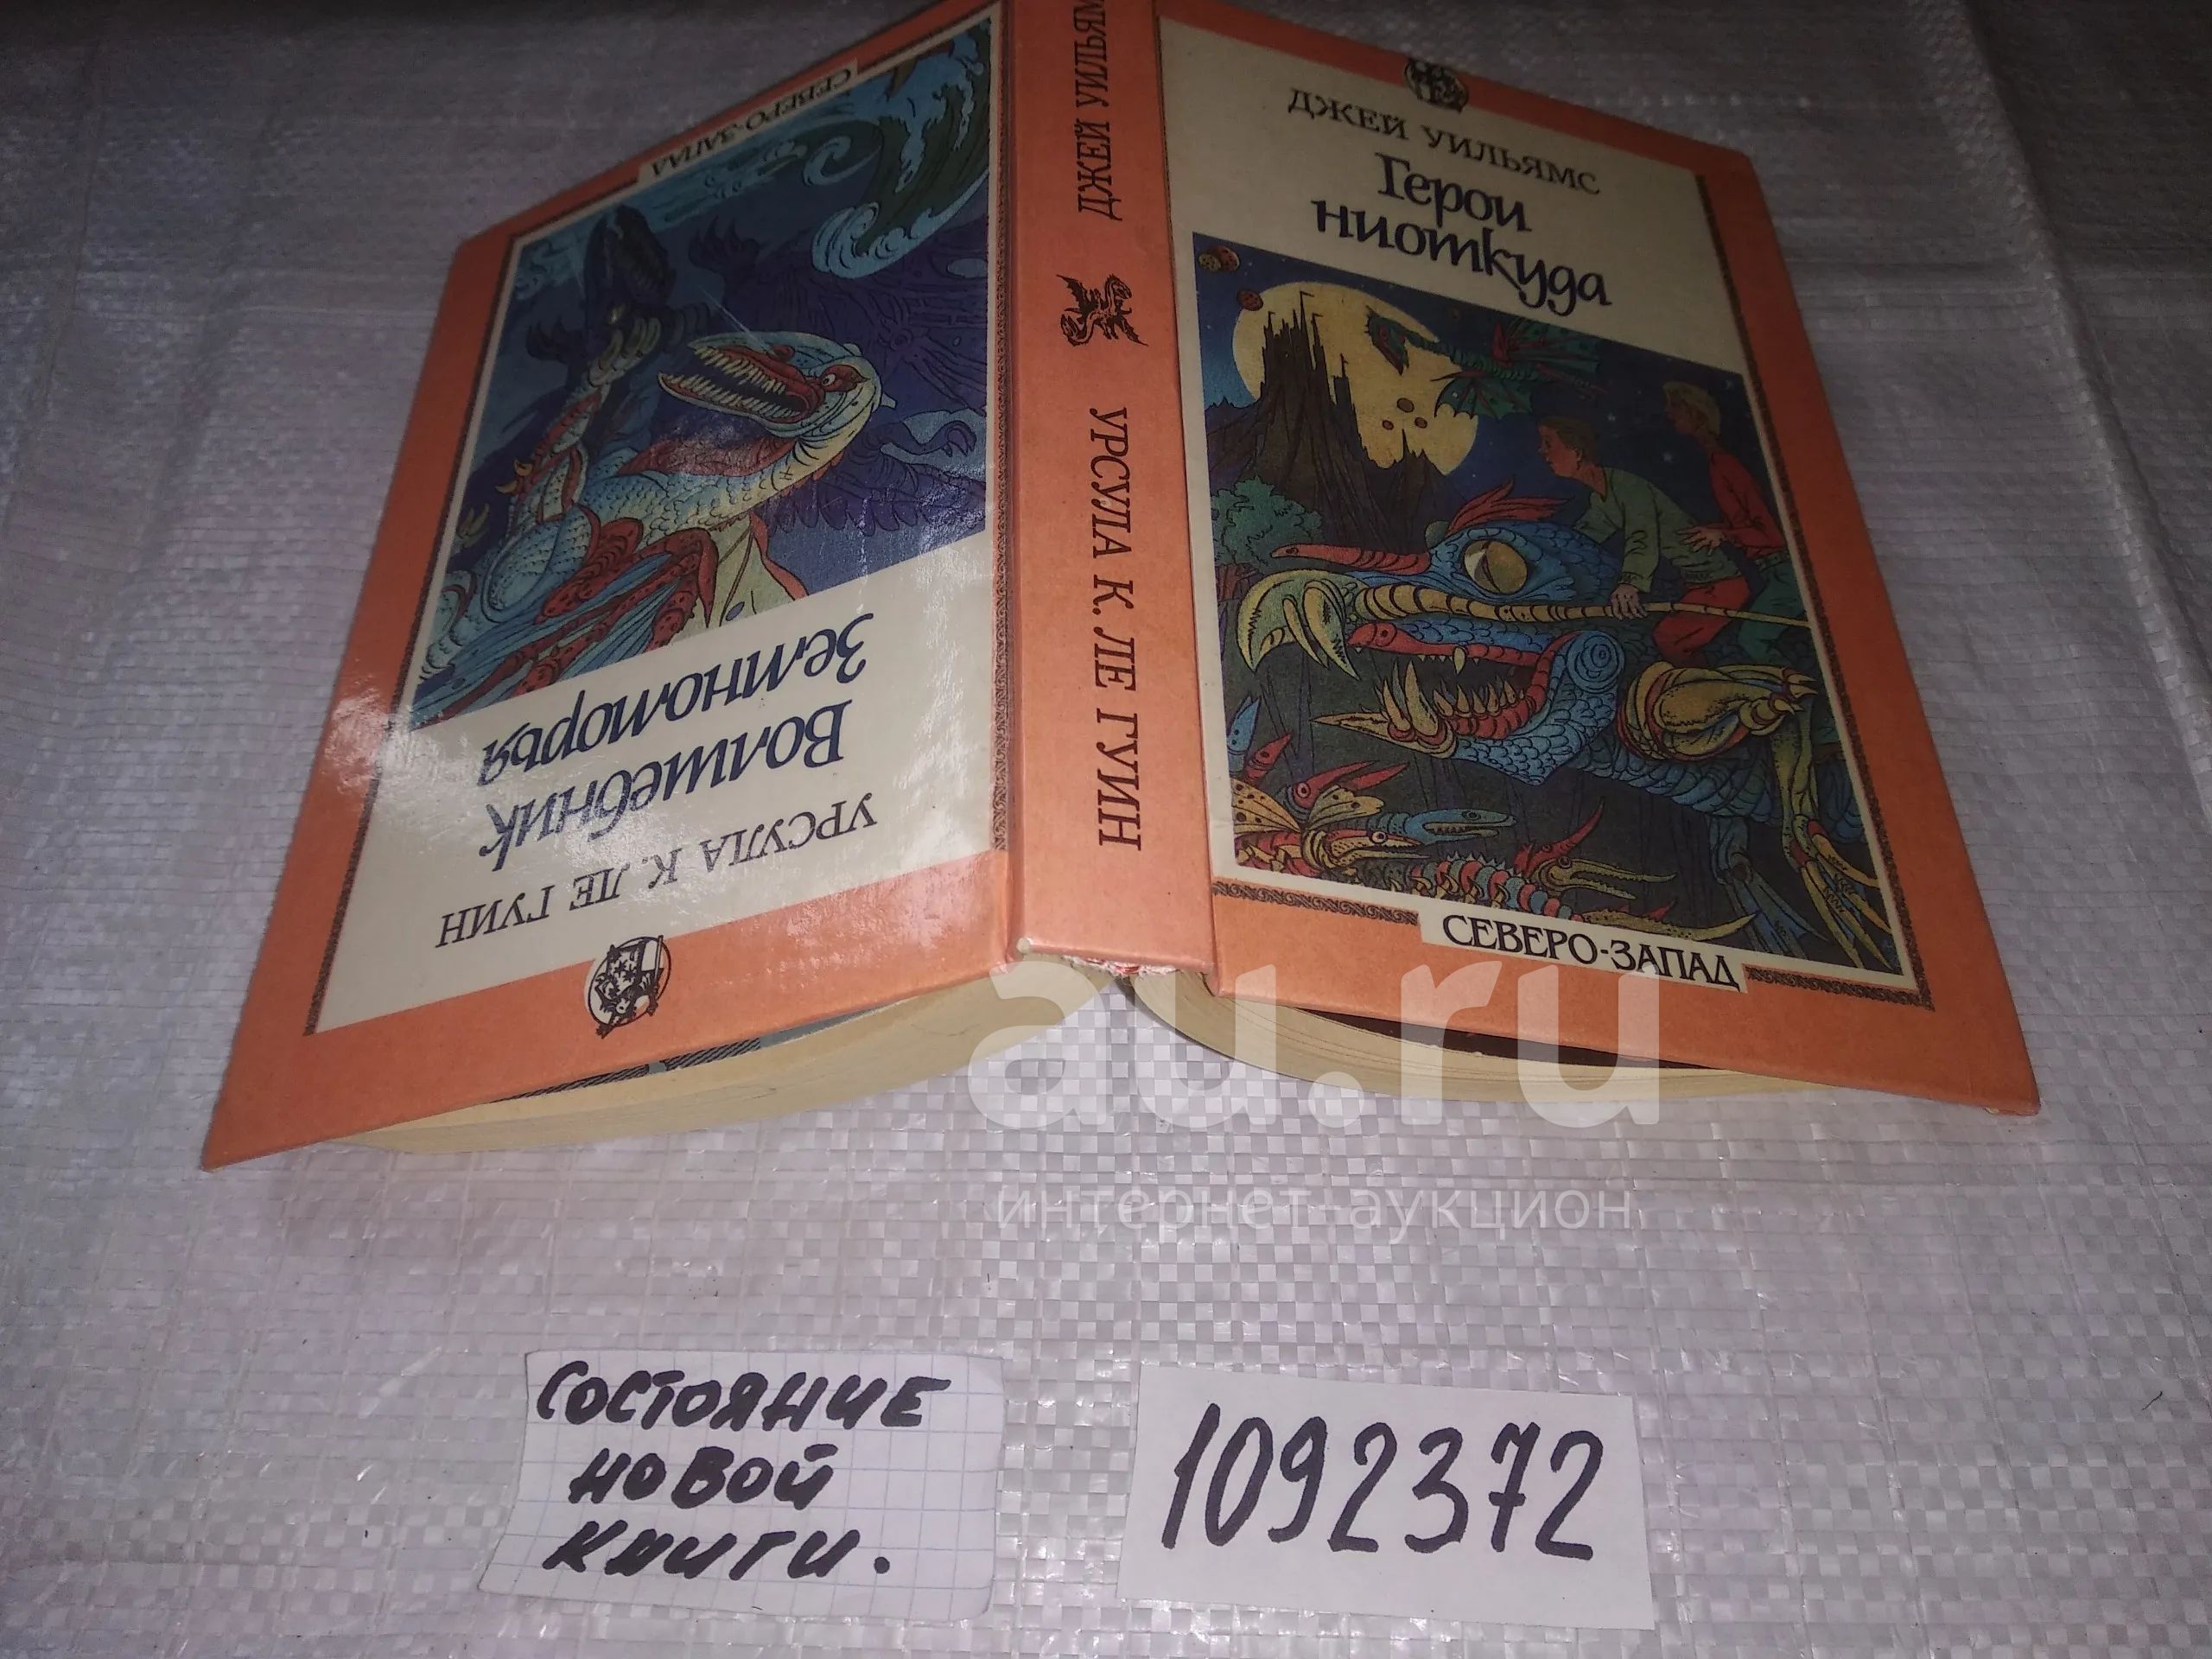 ДЖЕЙ УИЛЬЯМС
Герои
ниоткуда
СЕВЕРО-ЗАПАД
ДЖЕЙ УИЛЬЯМ
УРСУЛА К. ЛЕ ГУИН
УРСУЛА К. ЛЕ ГУИН
Волшебник
Земноморья
СЕВЕРО-ЗАПАД
au.ru
интернет-аукцион
СОСТОЯНИЕ
НОВОЙ
КНИГИ.
1092372